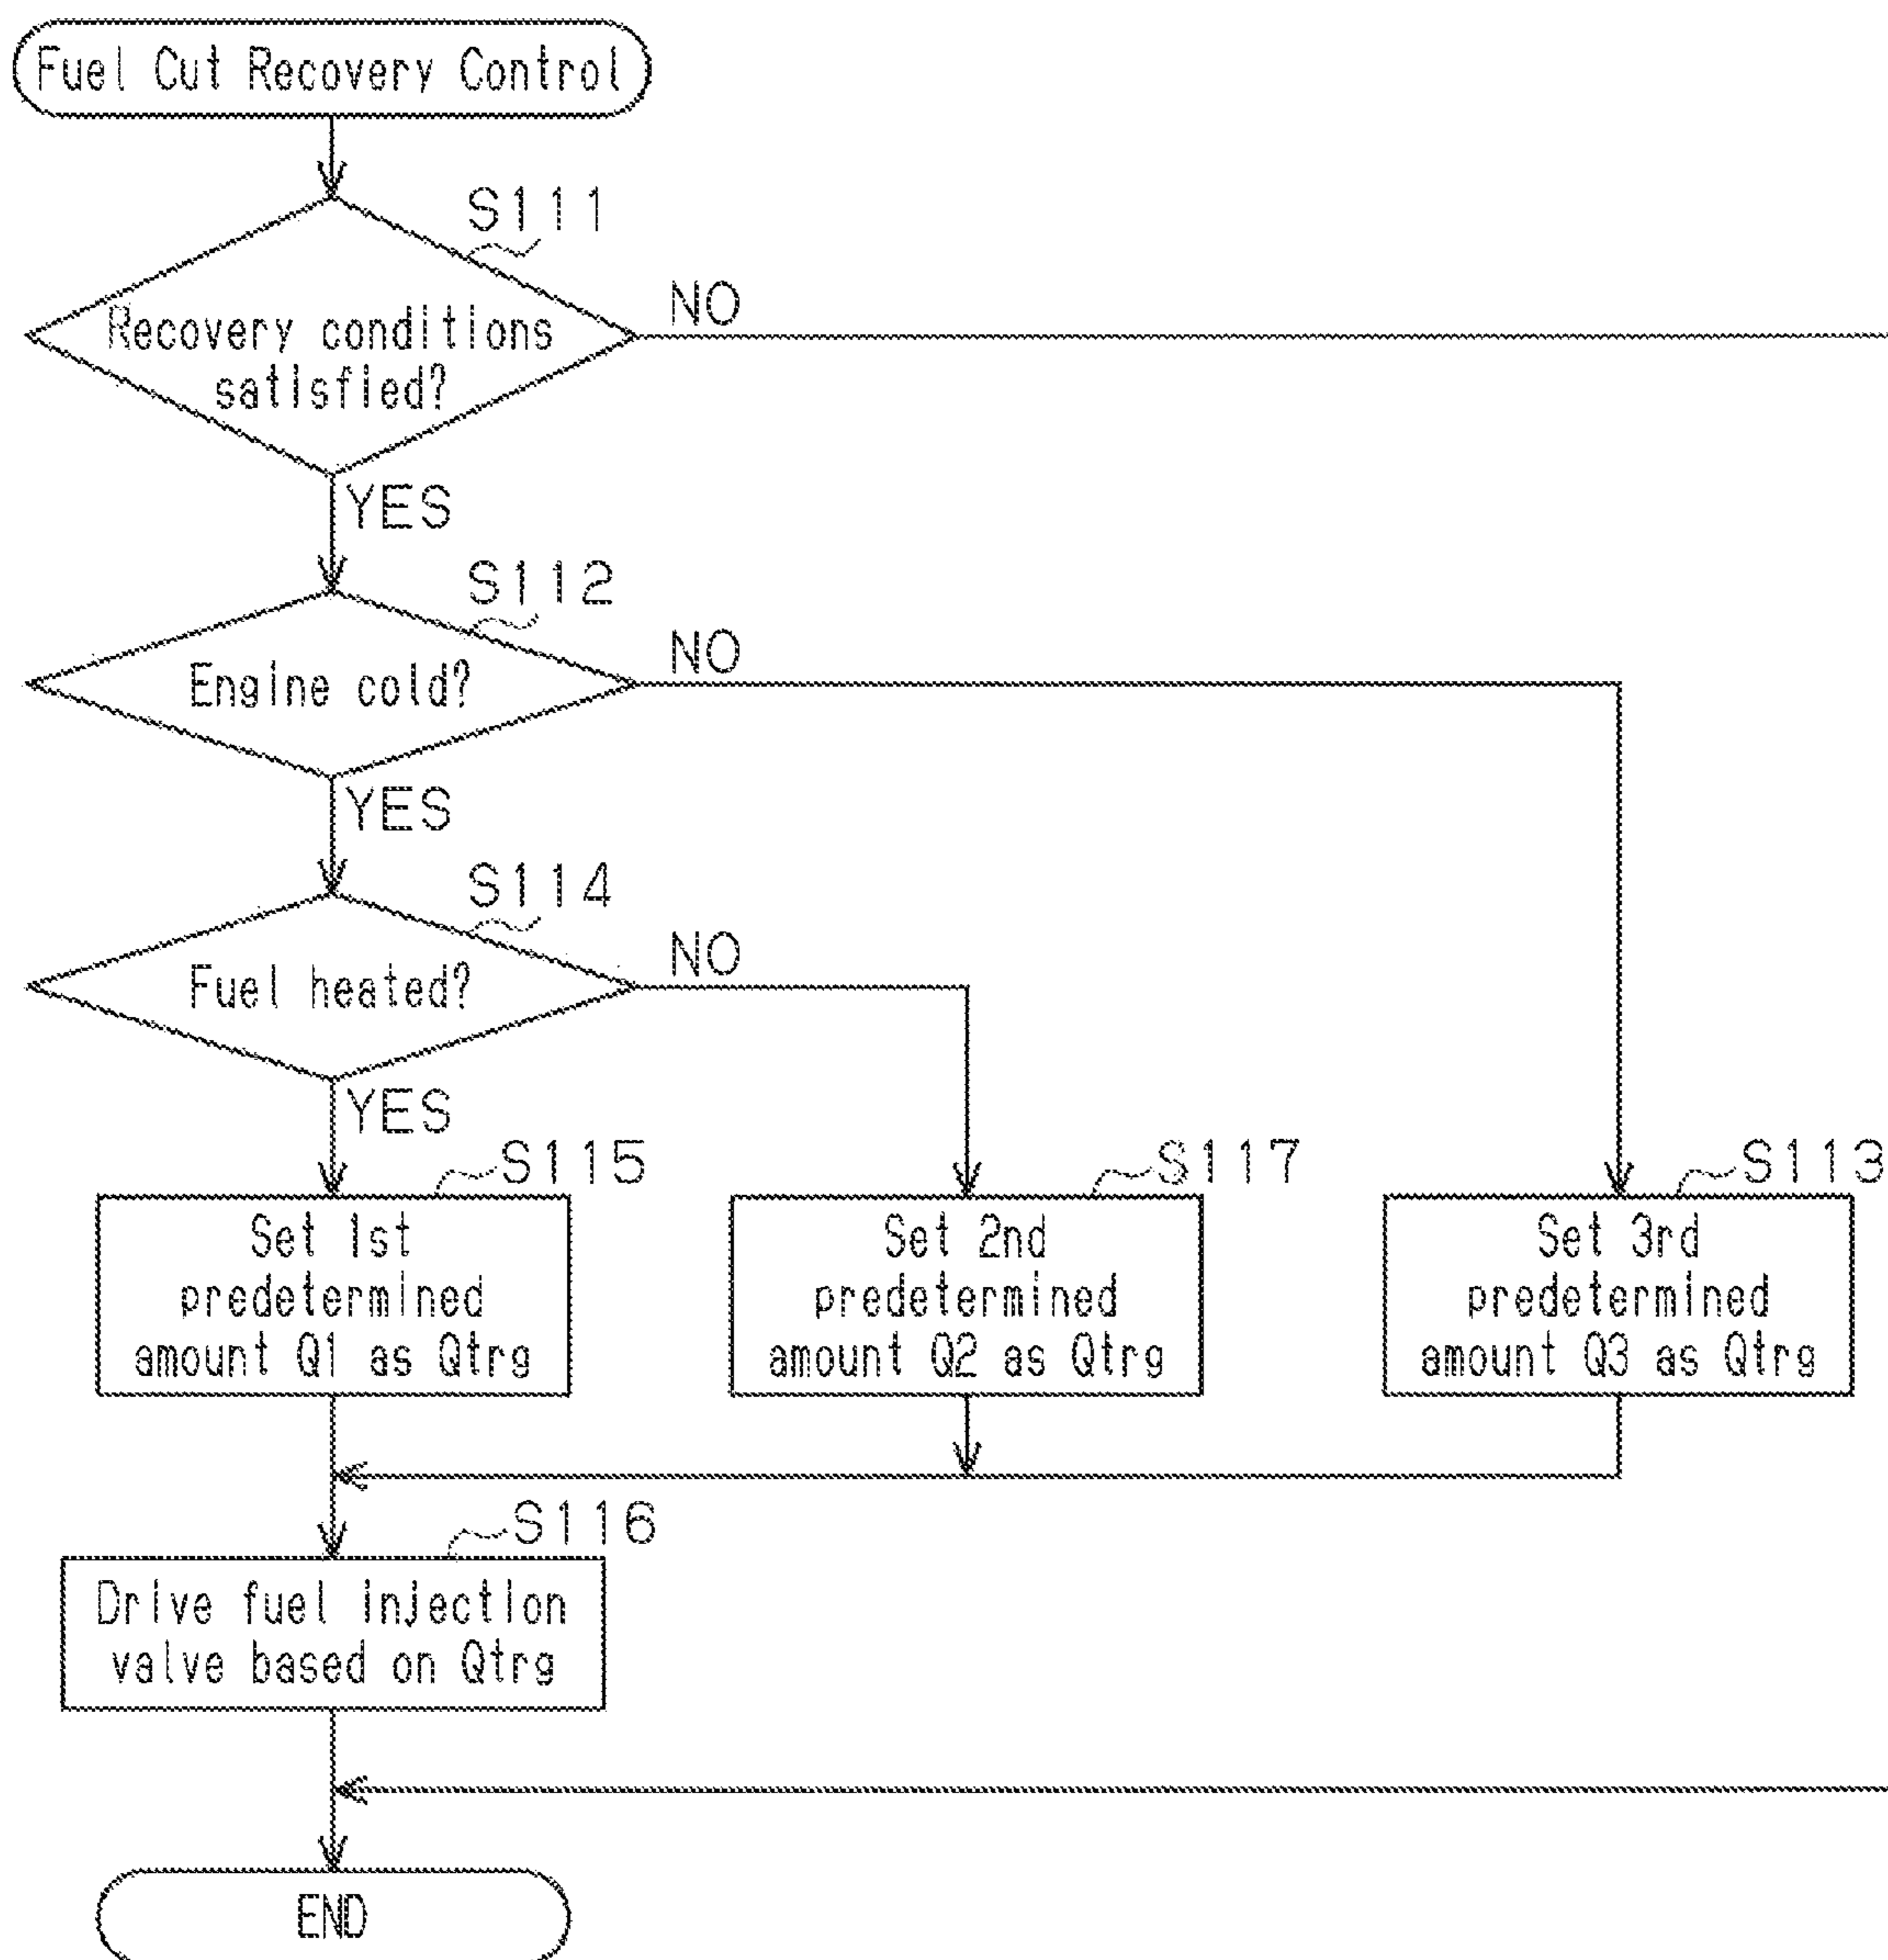 Fuel Cut Recovery Control
S111
Recovery conditions
satisfied?
NO
YES
S112
Engine cold?
NO
YES
S114
Fuel heated?
NO
YES
S115
Set 1st
predetermined
amount Q1 as Qtrg
S117
Set 2nd
predetermined
amount Q2 as Qtrg
S113
Set 3rd
predetermined
amount Q3 as Qtrg
S116
Drive fuel injection
valve based on Qtrg
END